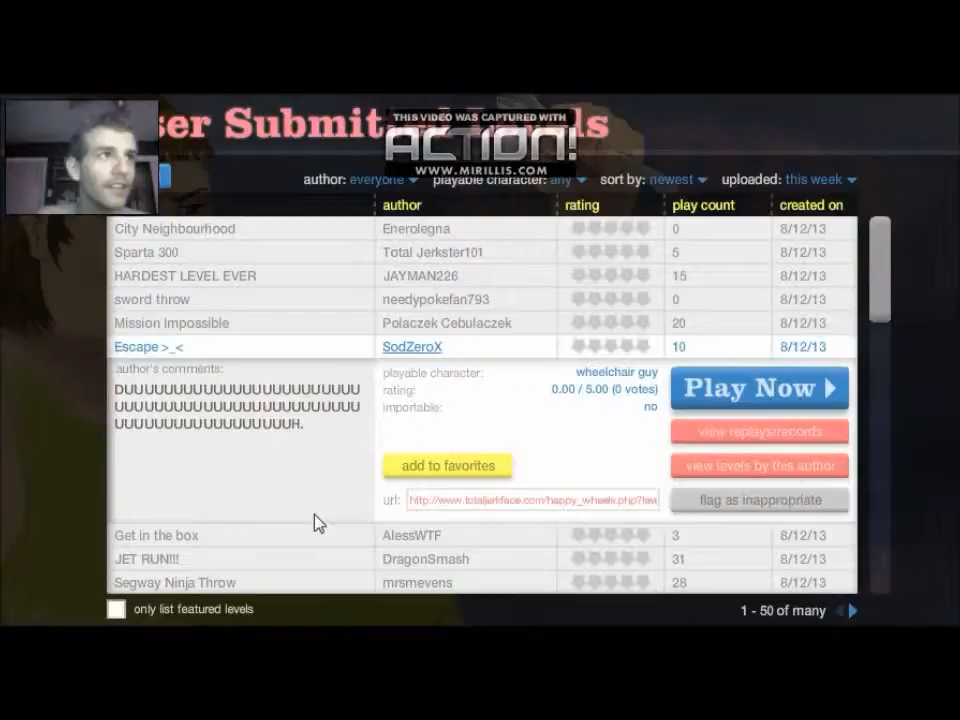 ser Submit ls
THIS VIDEO WAS CAPTURED WITH
ACTION!
WWW.MIRILLIS.COM
author: everyone playable character: any sort by: newest uploaded: this week
author rating play count created on
City Neighbourhood Enerolegna 0 8/12/13
Sparta 300 Total Jerkster101 5 8/12/13
HARDEST LEVEL EVER JAYMAN226 15 8/12/13
sword throw needypokefan793 0 8/12/13
Mission Impossible Polaczek Cebulaczek 20 8/12/13
Escape >_< SodZeroX 10 8/12/13
author's comments:
DUUUUUUUUUUUUUUUUUUUUUUUU
UUUUUUUUUUUUUUUUUUUUUUUUU
UUUUUUUUUUUUUUUUUUH.
playable character: wheelchair guy
rating: 0.00 / 5.00 (0 votes)
importable: no
add to favorites
url: http://www.totaljerkface.com/happy_wheels.php?lev
Play Now
view replays/records
view levels by this author
flag as inappropriate
Get in the box AlessWTF 3 8/12/13
JET RUN!!! DragonSmash 31 8/12/13
Segway Ninja Throw mrsmevens 28 8/12/13
only list featured levels 1 - 50 of many